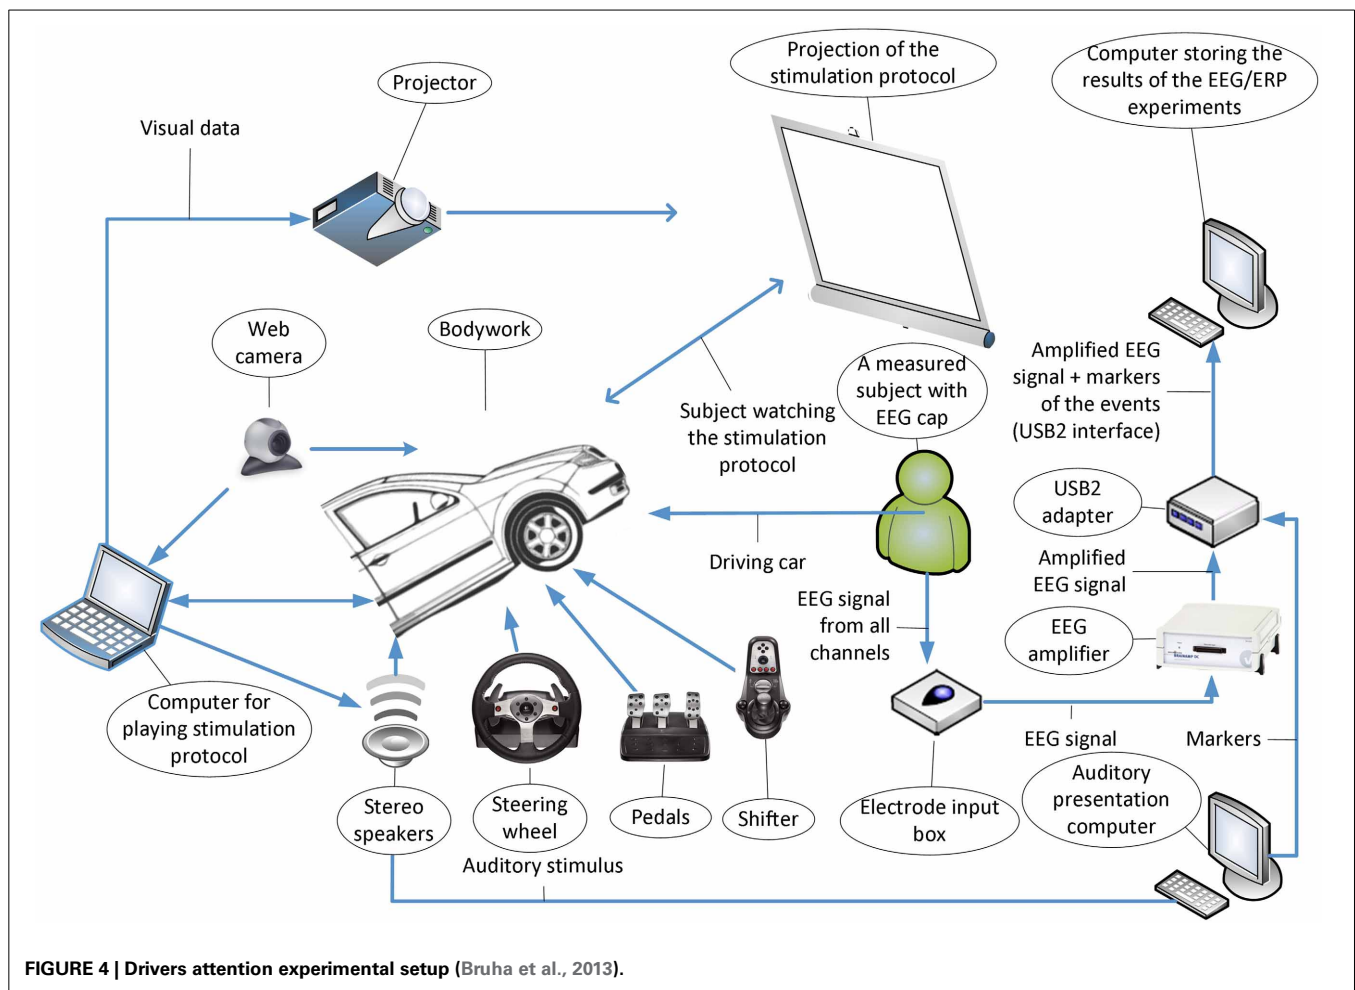 Projector
Projection of the
stimulation protocol
Computer storing the
results of the EEG/ERP
experiments
Visual data
Web
camera
Bodywork
Subject watching
the stimulation
protocol
A measured
subject with
EEG cap
Amplified EEG
signal + markers
of the events
(USB2 interface)
USB2
adapter
Driving car
Amplified
EEG signal
EEG signal
from all
channels
EEG
amplifier
Computer for
playing stimulation
protocol
EEG signal
Markers
Stereo
speakers
Steering
wheel
Pedals
Shifter
Electrode input
box
Auditory
presentation
computer
Auditory stimulus
FIGURE 4 | Drivers attention experimental setup (Bruha et al., 2013).